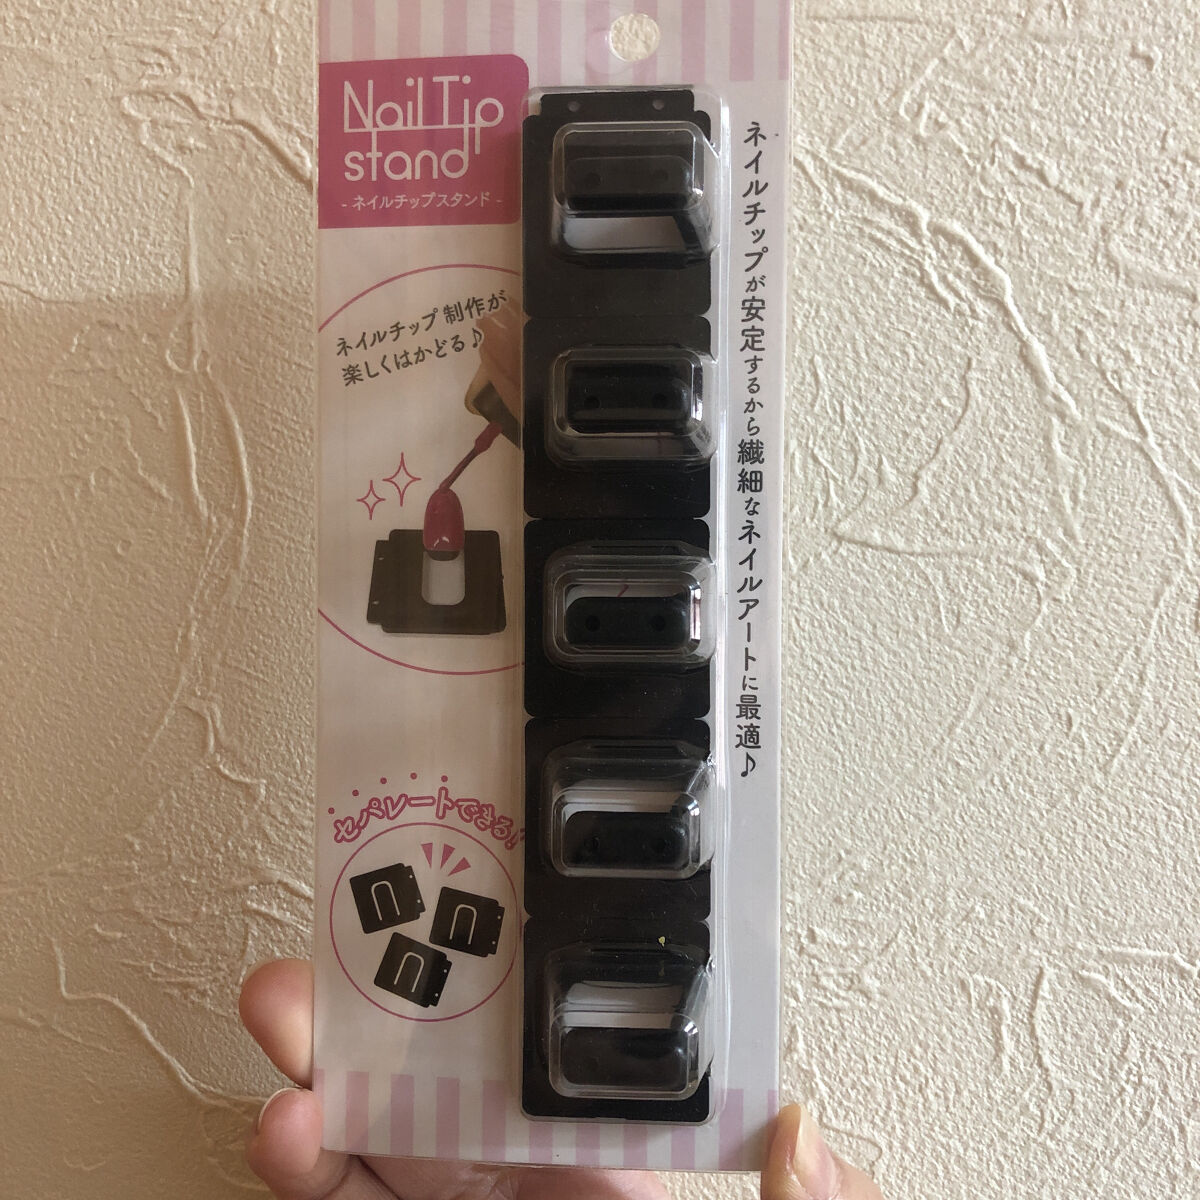 Nail Tip
stand
- ネイルチップスタンド -
ネイルチップが安定するから繊細なネイルアートに最適♪
ネイルチップ 制作が
楽しくはかどる♪
セパレートできる!